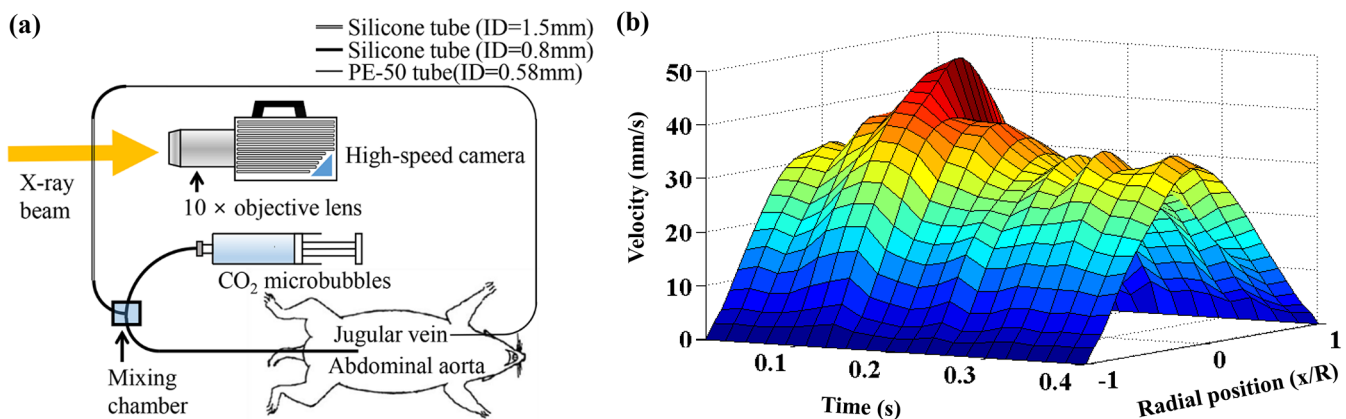 (a)
Silicone tube (ID=1.5mm)
Silicone tube (ID=0.8mm)
PE-50 tube(ID=0.58mm)
High-speed camera
X-ray
beam
10 × objective lens
CO₂ microbubbles
Jugular vein
Abdominal aorta
Mixing
chamber
(b)
Velocity (mm/s)
50
40
30
20
10
0
0.1
0.2
0.3
0.4
Time (s)
-1
0
1
Radial position (x/R)